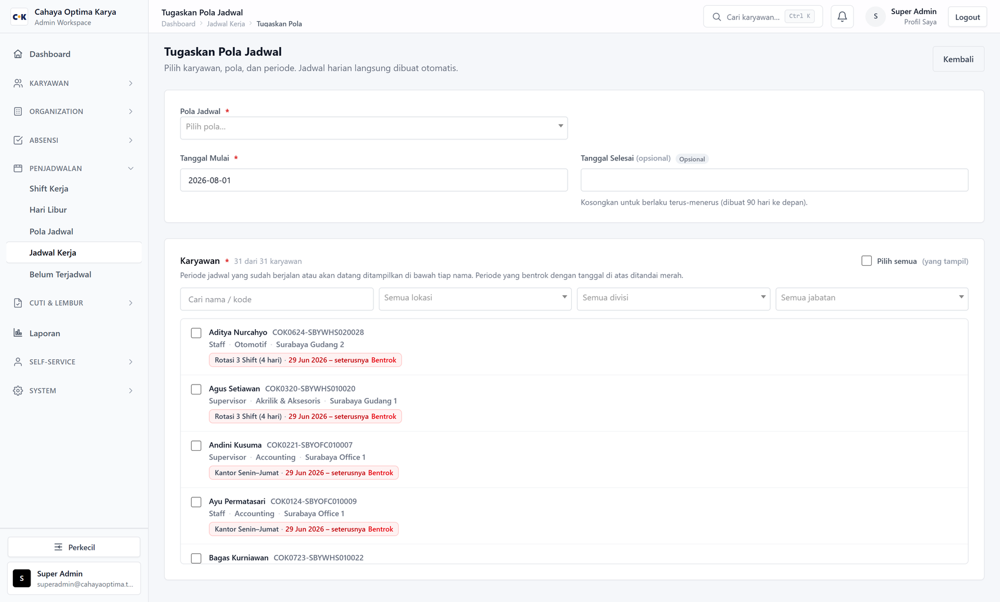 C•K
Cahaya Optima Karya
Admin Workspace
Tugaskan Pola Jadwal
Dashboard > Jadwal Kerja > Tugaskan Pola
Cari karyawan... Ctrl K
S
Super Admin
Profil Saya
Logout
Dashboard
KARYAWAN
ORGANIZATION
ABSENSI
PENJADWALAN
Shift Kerja
Hari Libur
Pola Jadwal
Jadwal Kerja
Belum Terjadwal
CUTI & LEMBUR
Laporan
SELF-SERVICE
SYSTEM
Perkecil
S
Super Admin
superadmin@cahayaoptima.t...
Tugaskan Pola Jadwal
Pilih karyawan, pola, dan periode. Jadwal harian langsung dibuat otomatis.
Kembali
Pola Jadwal *
Pilih pola...
Tanggal Mulai *
2026-08-01
Tanggal Selesai (opsional) Opsional
Kosongkan untuk berlaku terus-menerus (dibuat 90 hari ke depan).
Karyawan * 31 dari 31 karyawan
Pilih semua (yang tampil)
Periode jadwal yang sudah berjalan atau akan datang ditampilkan di bawah tiap nama. Periode yang bentrok dengan tanggal di atas ditandai merah.
Cari nama / kode
Semua lokasi
Semua divisi
Semua jabatan
Aditya Nurcahyo COK0624-SBYWHS020028
Staff · Otomotif · Surabaya Gudang 2
Rotasi 3 Shift (4 hari) · 29 Jun 2026 – seterusnya Bentrok
Agus Setiawan COK0320-SBYWHS010020
Supervisor · Akrilik & Aksesoris · Surabaya Gudang 1
Rotasi 3 Shift (4 hari) · 29 Jun 2026 – seterusnya Bentrok
Andini Kusuma COK0221-SBYOFC010007
Supervisor · Accounting · Surabaya Office 1
Kantor Senin–Jumat · 29 Jun 2026 – seterusnya Bentrok
Ayu Permatasari COK0124-SBYOFC010009
Staff · Accounting · Surabaya Office 1
Kantor Senin–Jumat · 29 Jun 2026 – seterusnya Bentrok
Bagas Kurniawan COK0723-SBYWHS010022